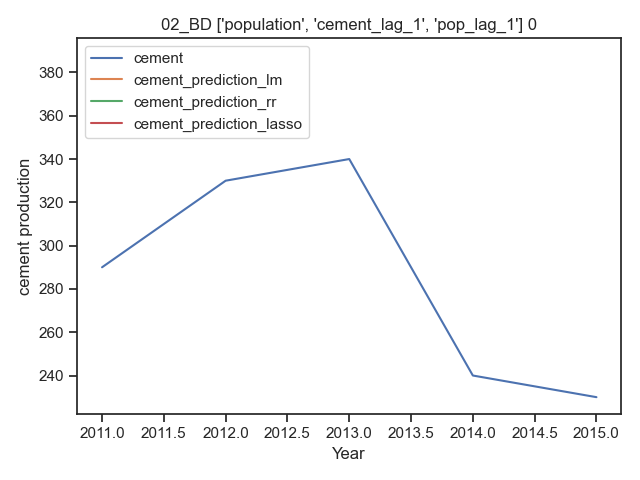 02_BD ['population', 'cement_lag_1', 'pop_lag_1'] 0
cement
cement_prediction_lm
cement_prediction_rr
cement_prediction_lasso
cement production
380
360
340
320
300
280
260
240
2011.0 2011.5 2012.0 2012.5 2013.0 2013.5 2014.0 2014.5 2015.0
Year